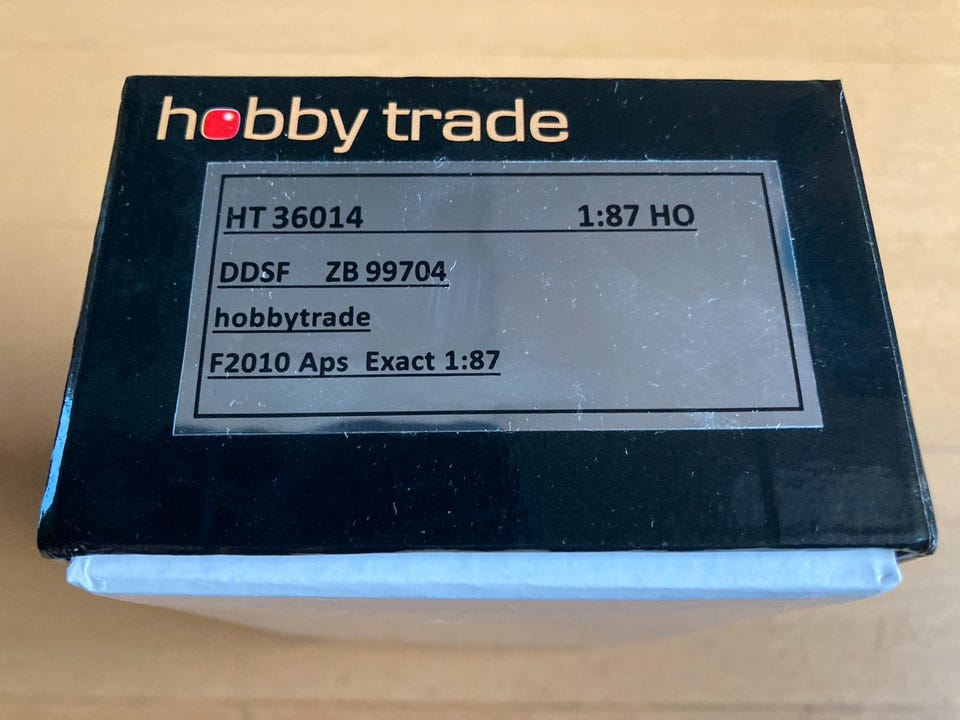 hobby trade
HT 36014 1:87 HO
DDSF ZB 99704
hobbytrade
F2010 Aps Exact 1:87